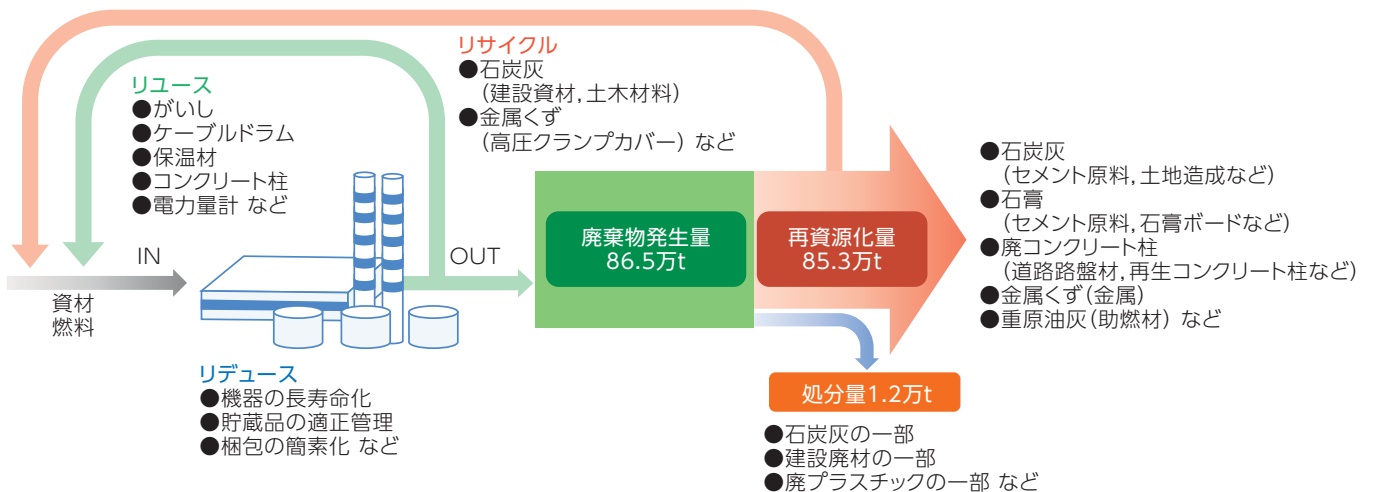 リサイクル
●石炭灰
(建設資材,土木材料)
●金属くず
(高圧クランプカバー) など
リユース
●がいし
●ケーブルドラム
●保温材
●コンクリート柱
●電力量計 など
IN
資材
燃料
OUT
リデュース
●機器の長寿命化
●貯蔵品の適正管理
●梱包の簡素化 など
廃棄物発生量
86.5万t
再資源化量
85.3万t
●石炭灰
(セメント原料,土地造成など)
●石膏
(セメント原料,石膏ボードなど)
●廃コンクリート柱
(道路路盤材,再生コンクリート柱など)
●金属くず(金属)
●重原油灰(助燃材) など
処分量1.2万t
●石炭灰の一部
●建設廃材の一部
●廃プラスチックの一部 など